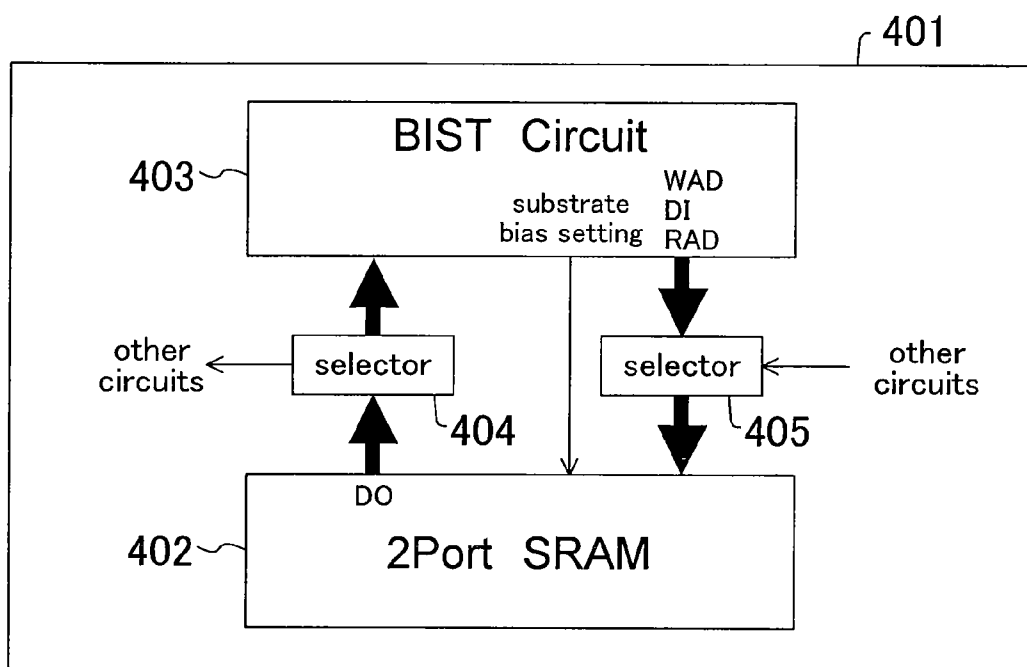 401
BIST Circuit
403
WAD
substrate
DI
bias setting
RAD
other
circuits
selector
selector
other
circuits
404
405
DO
402
2Port SRAM